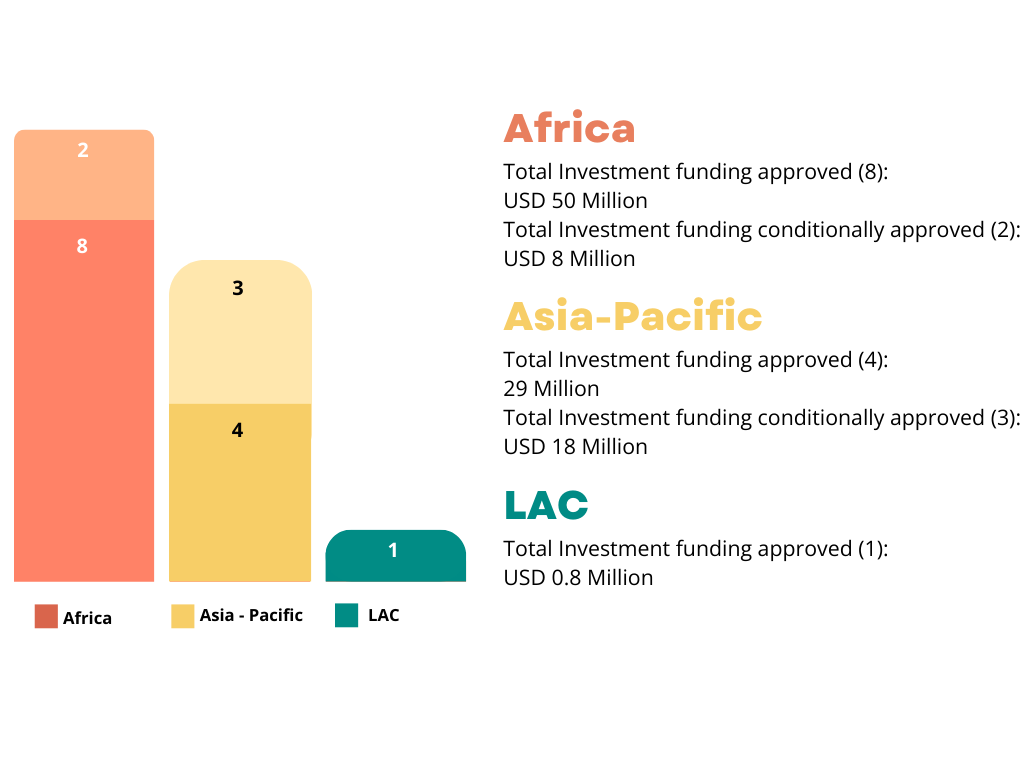 2
8
3
4
1
Africa
Asia - Pacific
LAC
Africa
Total Investment funding approved (8):
USD 50 Million
Total Investment funding conditionally approved (2):
USD 8 Million
Asia-Pacific
Total Investment funding approved (4):
29 Million
Total Investment funding conditionally approved (3):
USD 18 Million
LAC
Total Investment funding approved (1):
USD 0.8 Million